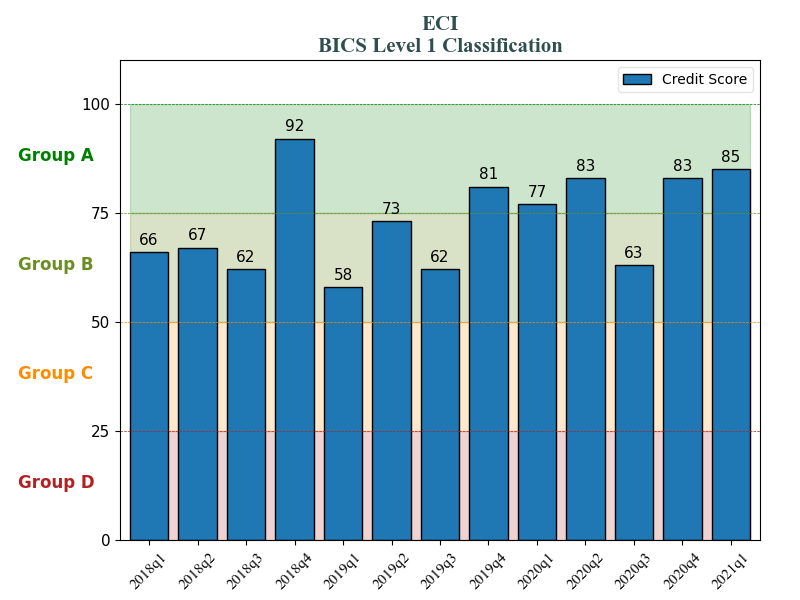 ECI
BICS Level 1 Classification
Credit Score
100
Group A
75
Group B
50
Group C
25
Group D
0
66
67
62
92
58
73
62
81
77
83
63
83
85
2018q1
2018q2
2018q3
2018q4
2019q1
2019q2
2019q3
2019q4
2020q1
2020q2
2020q3
2020q4
2021q1